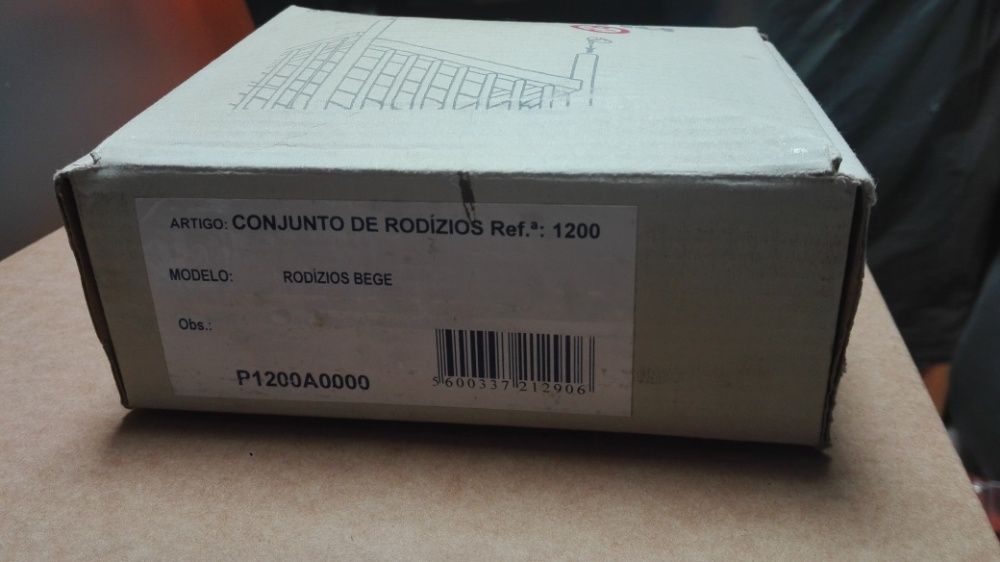 ARTIGO: CONJUNTO DE RODÍZIOS Ref.ª: 1200
MODELO: RODÍZIOS BEGE
Obs.:
P1200A0000
5 600337 212906